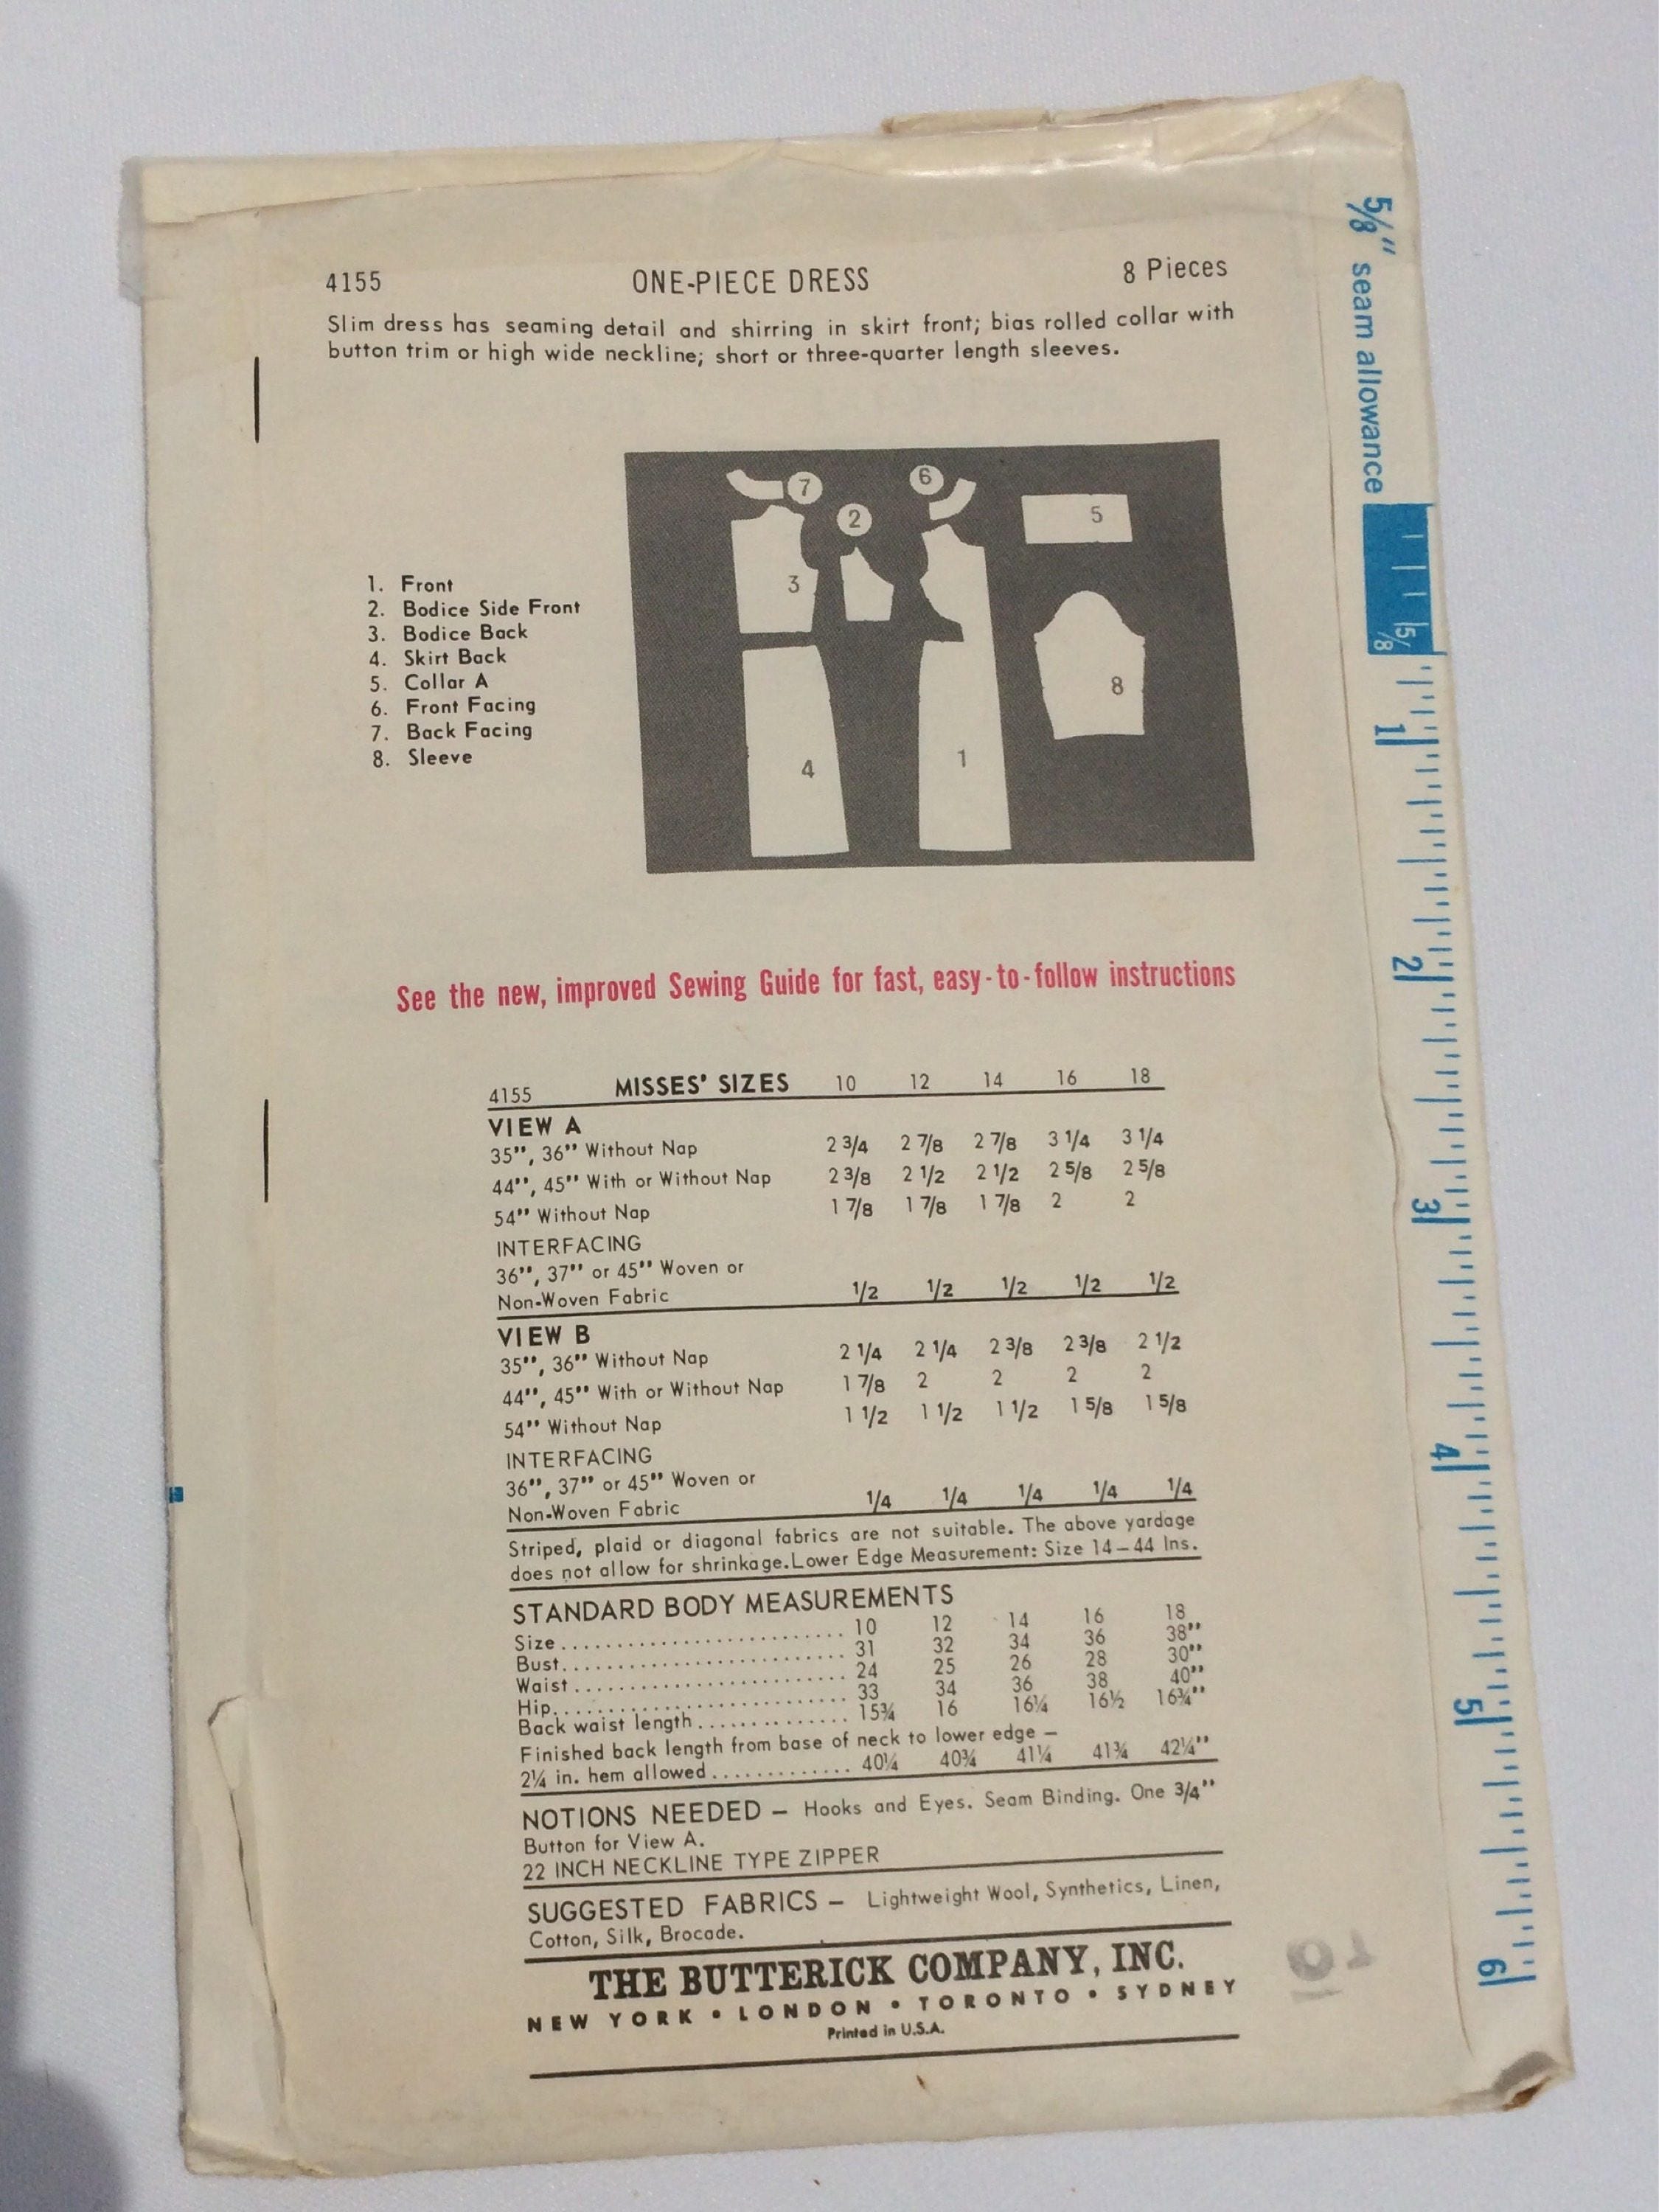 4155 ONE-PIECE DRESS 8 Pieces
Slim dress has seaming detail and shirring in skirt front; bias rolled collar with
button trim or high wide neckline; short or three-quarter length sleeves.
1. Front
2. Bodice Side Front
3. Bodice Back
4. Skirt Back
5. Collar A
6. Front Facing
7. Back Facing
8. Sleeve
7
6
2
5
3
8
4
1
See the new, improved Sewing Guide for fast, easy-to-follow instructions
4155 MISSES' SIZES 10 12 14 16 18
VIEW A
35", 36" Without Nap 2 3/4 2 7/8 2 7/8 3 1/4 3 1/4
44", 45" With or Without Nap 2 3/8 2 1/2 2 1/2 2 5/8 2 5/8
54" Without Nap 1 7/8 1 7/8 1 7/8 2 2
INTERFACING
36", 37" or 45" Woven or
Non-Woven Fabric 1/2 1/2 1/2 1/2 1/2
VIEW B
35", 36" Without Nap 2 1/4 2 1/4 2 3/8 2 3/8 2 1/2
44", 45" With or Without Nap 1 7/8 2 2 2 2
54" Without Nap 1 1/2 1 1/2 1 1/2 1 5/8 1 5/8
INTERFACING
36", 37" or 45" Woven or
Non-Woven Fabric 1/4 1/4 1/4 1/4 1/4
Striped, plaid or diagonal fabrics are not suitable. The above yardage
does not allow for shrinkage. Lower Edge Measurement: Size 14 – 44 Ins.
STANDARD BODY MEASUREMENTS
Size 10 12 14 16 18
Bust 31 32 34 36 38"
Waist 24 25 26 28 30"
Hip 33 34 36 38 40"
Back waist length 15¾ 16 16¼ 16½ 16¾"
Finished back length from base of neck to lower edge –
2¼ in. hem allowed 40¼ 40¾ 41¼ 41¾ 42¼"
NOTIONS NEEDED – Hooks and Eyes. Seam Binding. One 3/4"
Button for View A.
22 INCH NECKLINE TYPE ZIPPER
SUGGESTED FABRICS – Lightweight Wool, Synthetics, Linen,
Cotton, Silk, Brocade.
THE BUTTERICK COMPANY, INC.
NEW YORK • LONDON • TORONTO • SYDNEY
Printed in U.S.A.
5/8" seam allowance
5/8
1
2
3
4
5
6